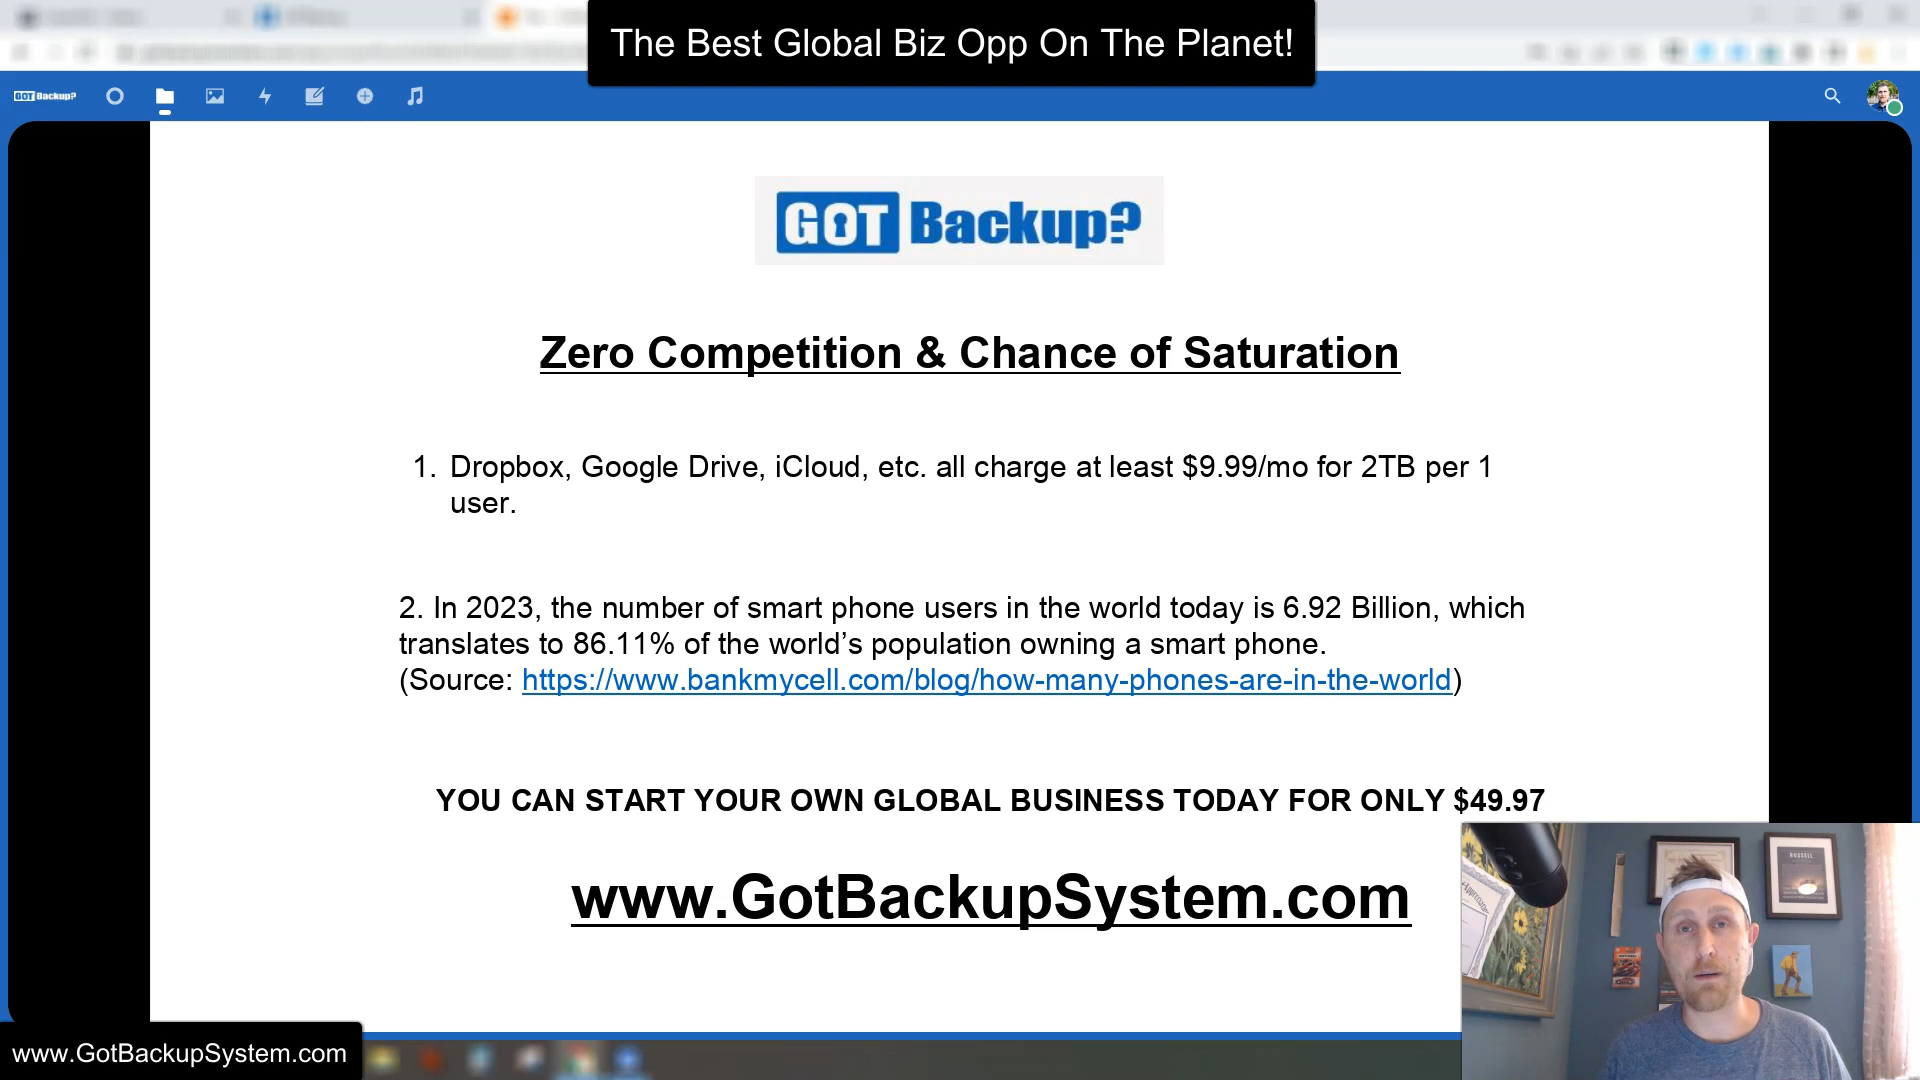 The Best Global Biz Opp On The Planet!
GOT Backup?
GOT Backup?
Zero Competition & Chance of Saturation
1. Dropbox, Google Drive, iCloud, etc. all charge at least $9.99/mo for 2TB per 1
user.
2. In 2023, the number of smart phone users in the world today is 6.92 Billion, which
translates to 86.11% of the world’s population owning a smart phone.
(Source: https://www.bankmycell.com/blog/how-many-phones-are-in-the-world)
YOU CAN START YOUR OWN GLOBAL BUSINESS TODAY FOR ONLY $49.97
www.GotBackupSystem.com
RUSSELL
www.GotBackupSystem.com